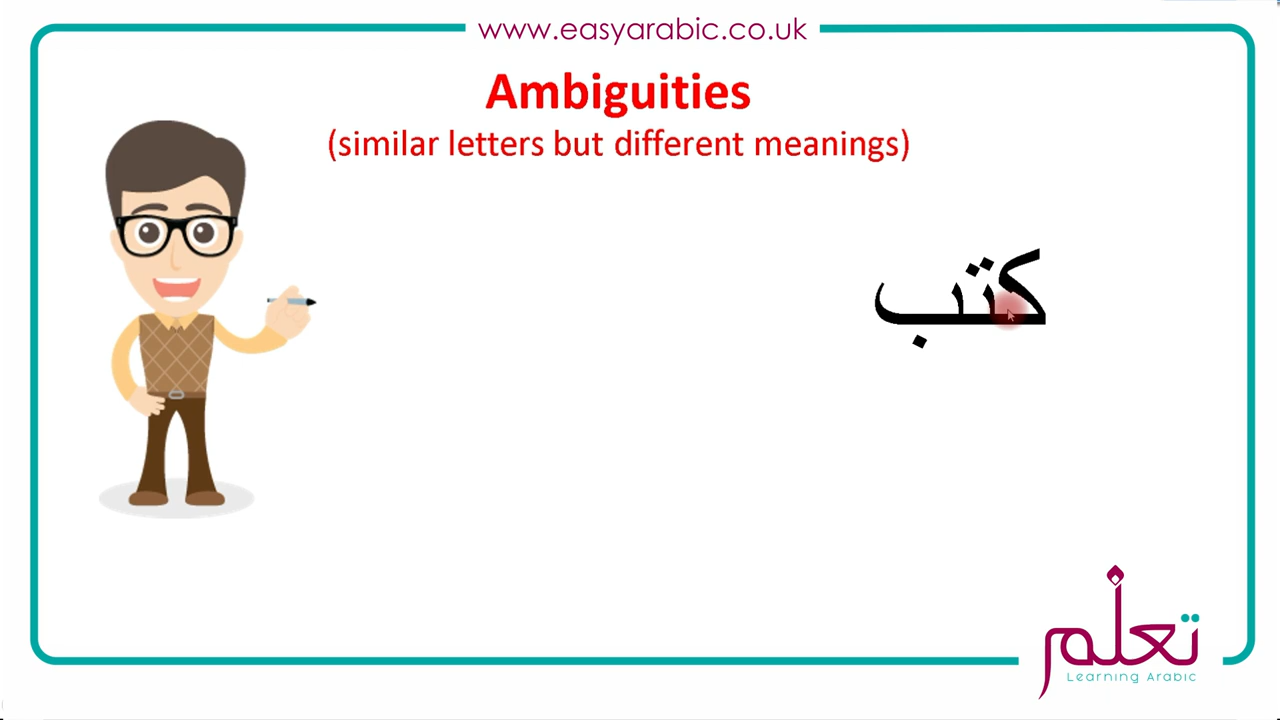 www.easyarabic.co.uk
Ambiguities
(similar letters but different meanings)
كتب
تعلم
Learning Arabic